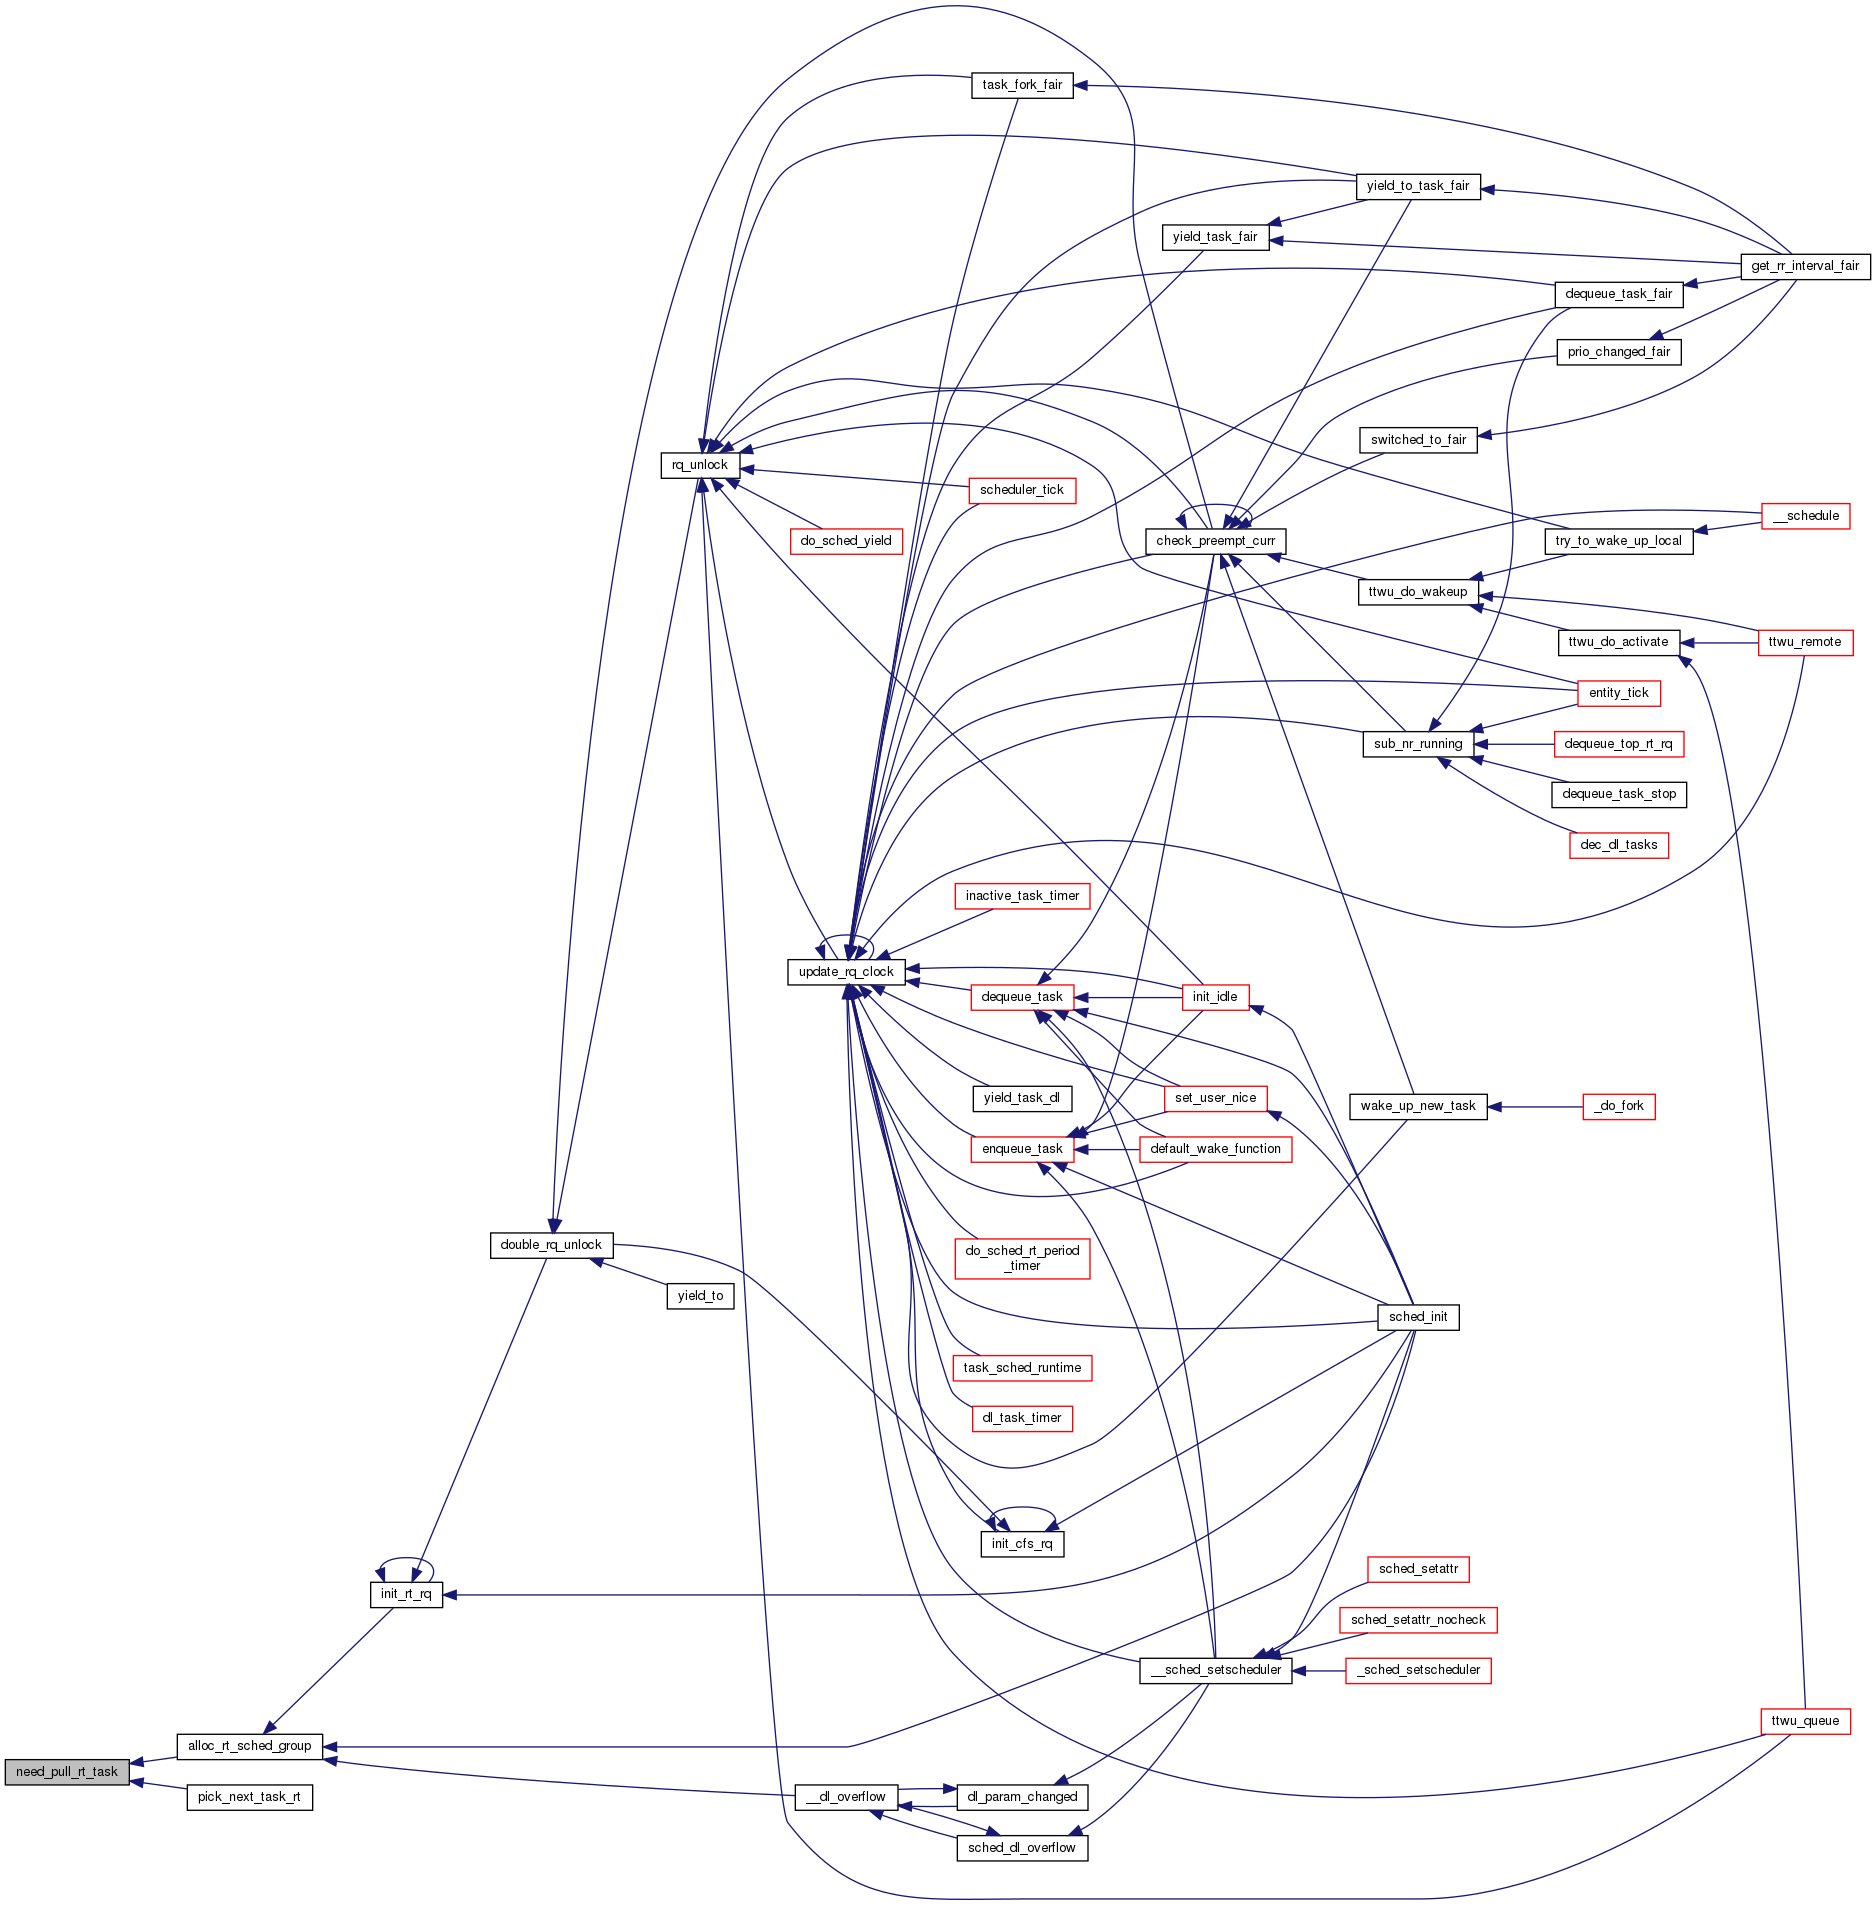 task_fork_fair
yield_to_task_fair
yield_task_fair
get_rr_interval_fair
dequeue_task_fair
prio_changed_fair
switched_to_fair
rq_unlock
scheduler_tick
__schedule
do_sched_yield
check_preempt_curr
try_to_wake_up_local
ttwu_do_wakeup
ttwu_do_activate
ttwu_remote
entity_tick
sub_nr_running
dequeue_top_rt_rq
dequeue_task_stop
dec_dl_tasks
inactive_task_timer
update_rq_clock
dequeue_task
init_idle
yield_task_dl
set_user_nice
wake_up_new_task
_do_fork
enqueue_task
default_wake_function
double_rq_unlock
do_sched_rt_period
_timer
yield_to
sched_init
task_sched_runtime
dl_task_timer
init_cfs_rq
init_rt_rq
sched_setattr
sched_setattr_nocheck
__sched_setscheduler
_sched_setscheduler
ttwu_queue
alloc_rt_sched_group
need_pull_rt_task
pick_next_task_rt
__dl_overflow
dl_param_changed
sched_dl_overflow